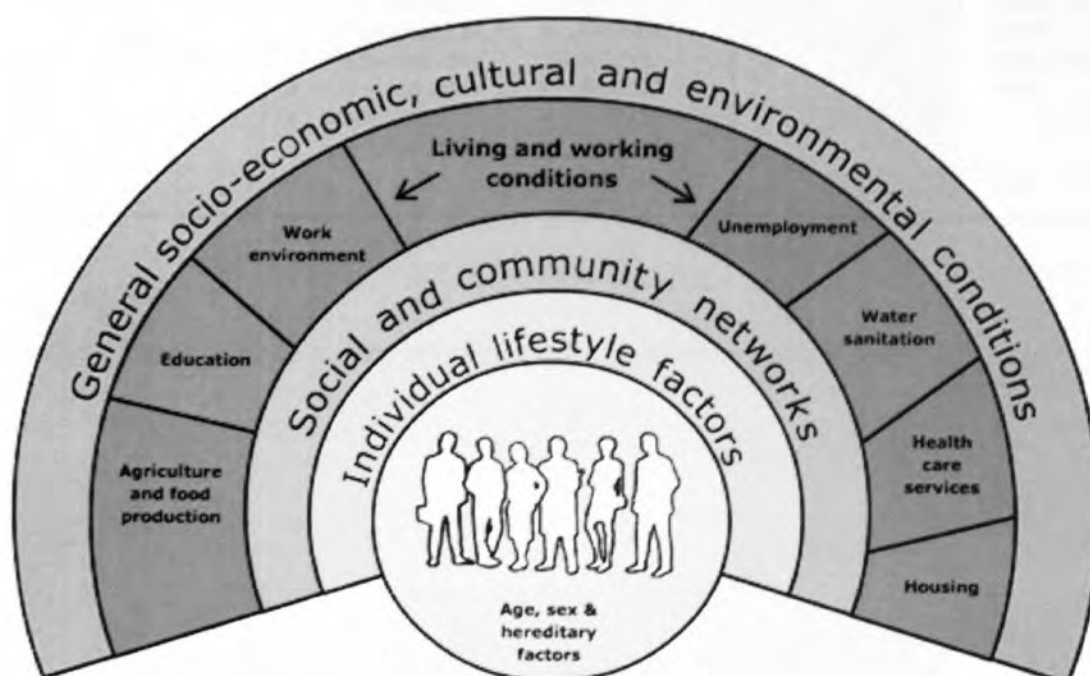 General socio-economic, cultural and environmental conditions
Living and working
conditions
Work
environment
Unemployment
Education
Water
sanitation
Agriculture
and food
production
Health
care
services
Housing
Social and community networks
Individual lifestyle factors
Age, sex &
hereditary
factors